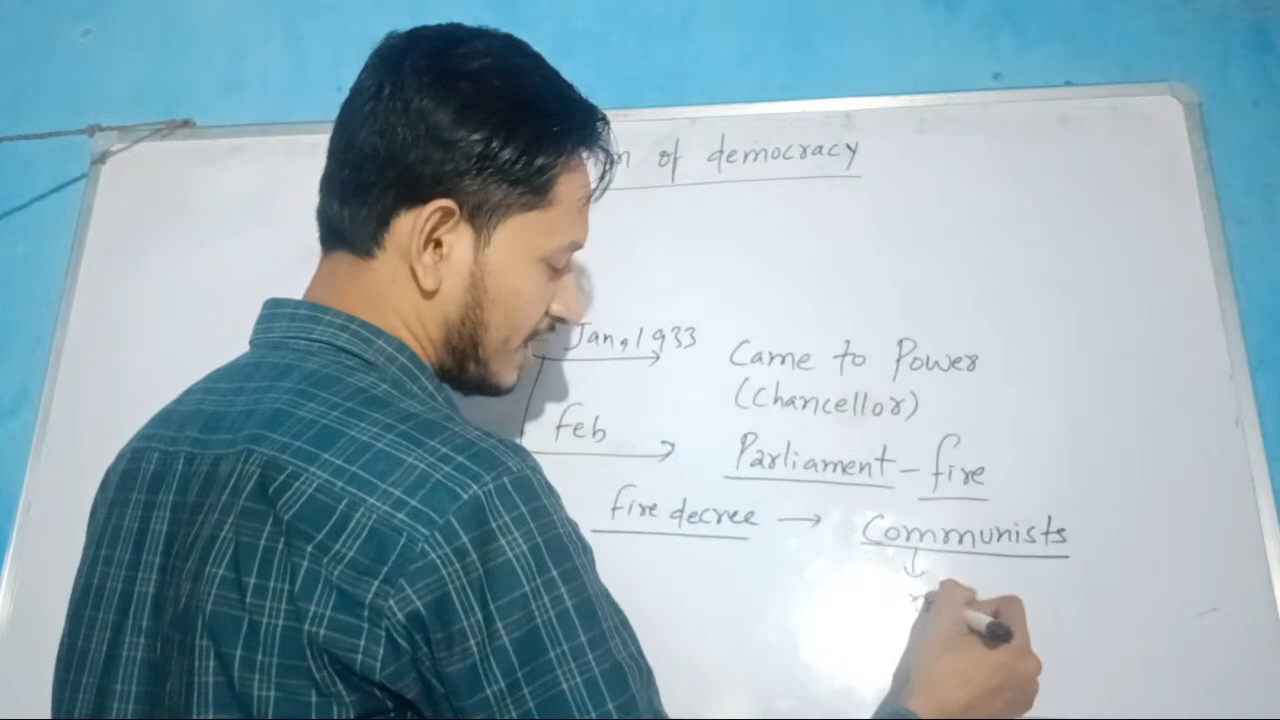 of democracy
Jan, 1933
Came to Power
(Chancellor)
Feb
Parliament - fire
fire decree → Communists
↓